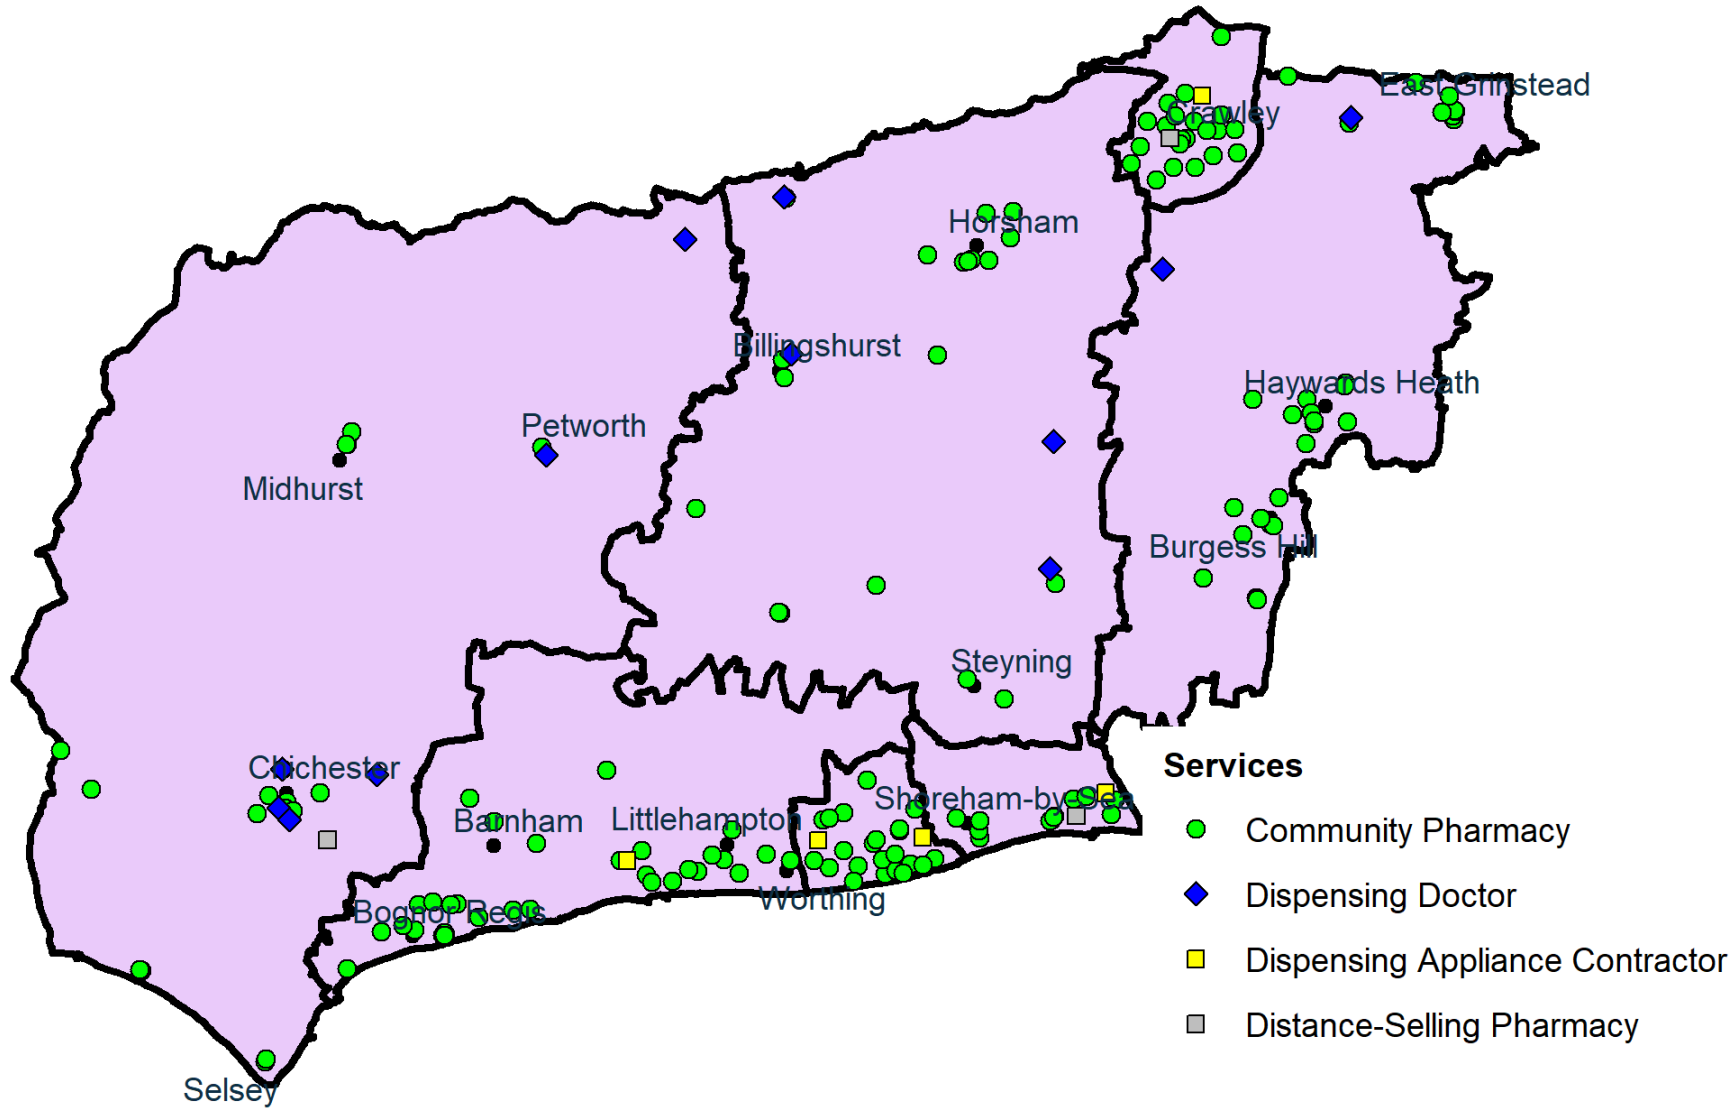 East Grinstead
Crawley
Horsham
Billingshurst
Haywards Heath
Petworth
Midhurst
Burgess Hill
Steyning
Chichester
Shoreham-by-Sea
Barnham
Littlehampton
Worthing
Bognor Regis
Selsey
Services
Community Pharmacy
Dispensing Doctor
Dispensing Appliance Contractor
Distance-Selling Pharmacy